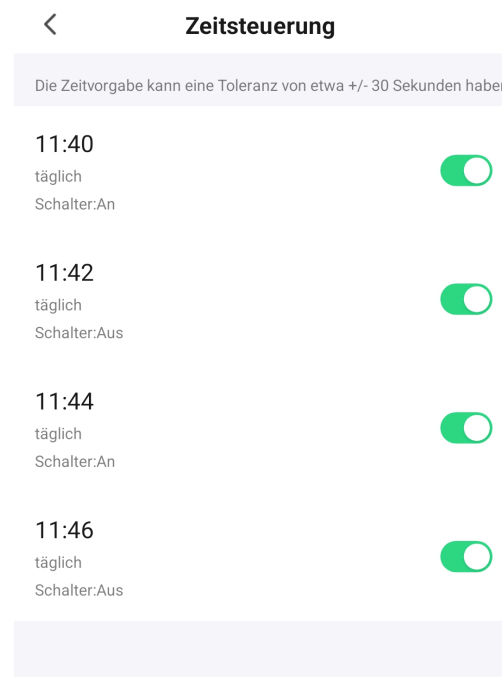 Zeitsteuerung
Die Zeitvorgabe kann eine Toleranz von etwa +/- 30 Sekunden haben
11:40
täglich
Schalter:An
11:42
täglich
Schalter:Aus
11:44
täglich
Schalter:An
11:46
täglich
Schalter:Aus